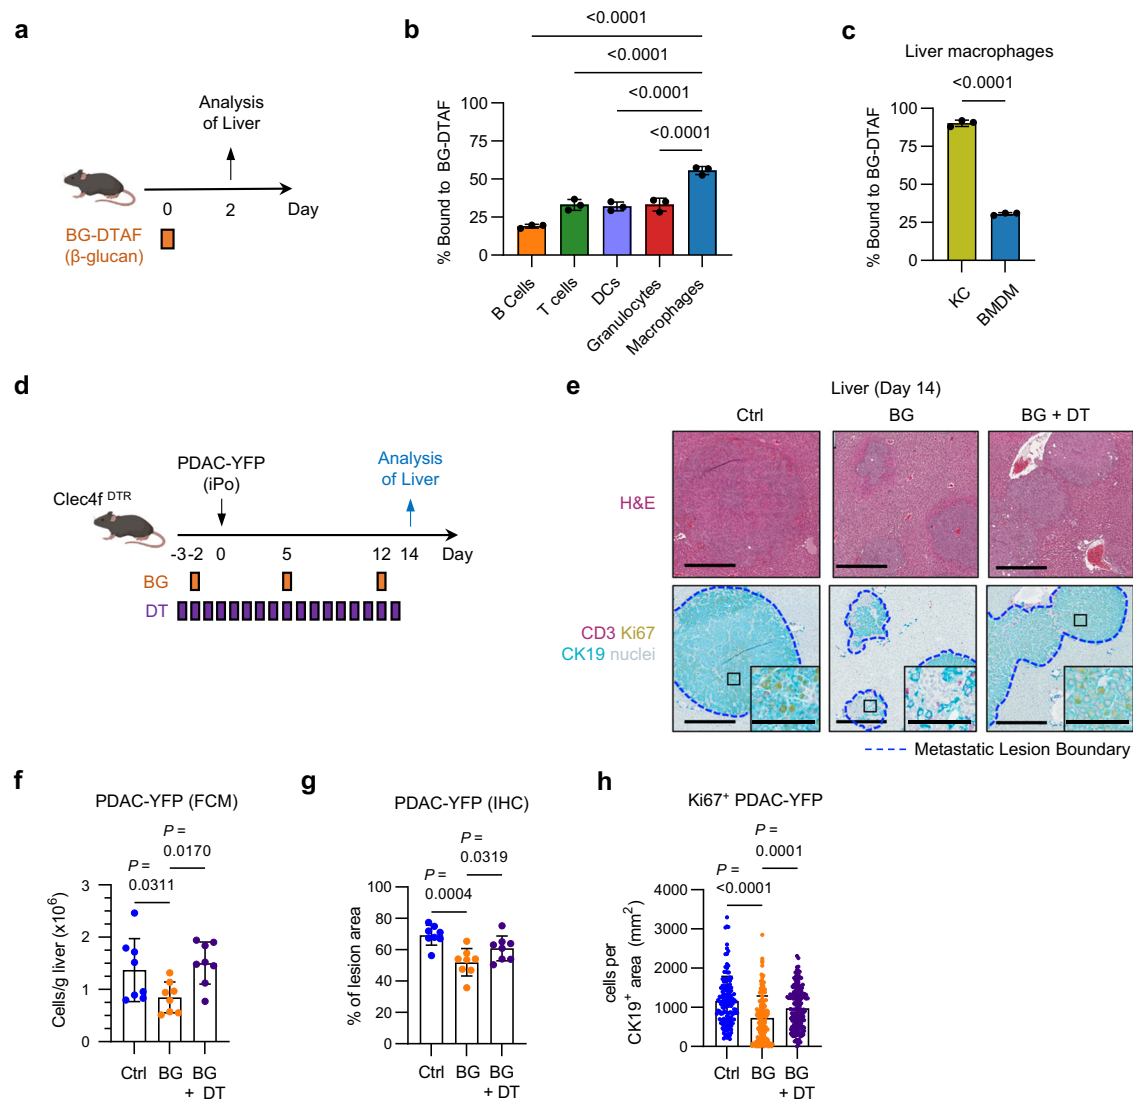 a
Analysis
of Liver
0
2
Day
BG-DTAF
(β-glucan)
b
<0.0001
<0.0001
<0.0001
<0.0001
% Bound to BG-DTAF
100
75
50
25
0
B Cells
T cells
DCs
Granulocytes
Macrophages
c
Liver macrophages
<0.0001
% Bound to BG-DTAF
100
75
50
25
0
KC
BMDM
d
PDAC-YFP
(iPo)
Analysis
of Liver
Clec4f DTR
-3 -2 0 5 12 14 Day
BG
DT
e
Liver (Day 14)
Ctrl
BG
BG + DT
H&E
CD3 Ki67
CK19 nuclei
Metastatic Lesion Boundary
f
PDAC-YFP (FCM)
P =
0.0170
P =
0.0311
Cells/g liver (x10⁶)
3
2
1
0
Ctrl
BG
BG
+ DT
g
PDAC-YFP (IHC)
P =
0.0319
P =
0.0004
% of lesion area
100
80
60
40
20
0
Ctrl
BG
BG
+ DT
h
Ki67⁺ PDAC-YFP
P =
0.0001
P =
<0.0001
cells per
CK19⁺ area (mm²)
4000
3000
2000
1000
0
Ctrl
BG
BG
+ DT